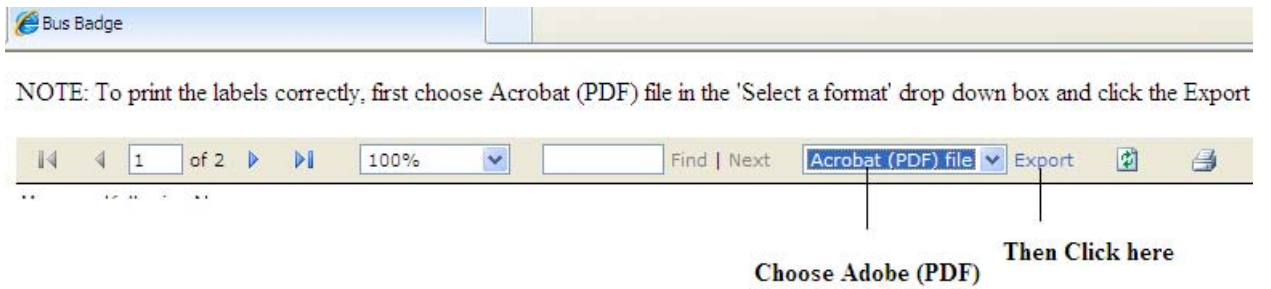 Bus Badge
NOTE: To print the labels correctly, first choose Acrobat (PDF) file in the 'Select a format' drop down box and click the Export
1 of 2 100% Find | Next Acrobat (PDF) file Export
Then Click here
Choose Adobe (PDF)